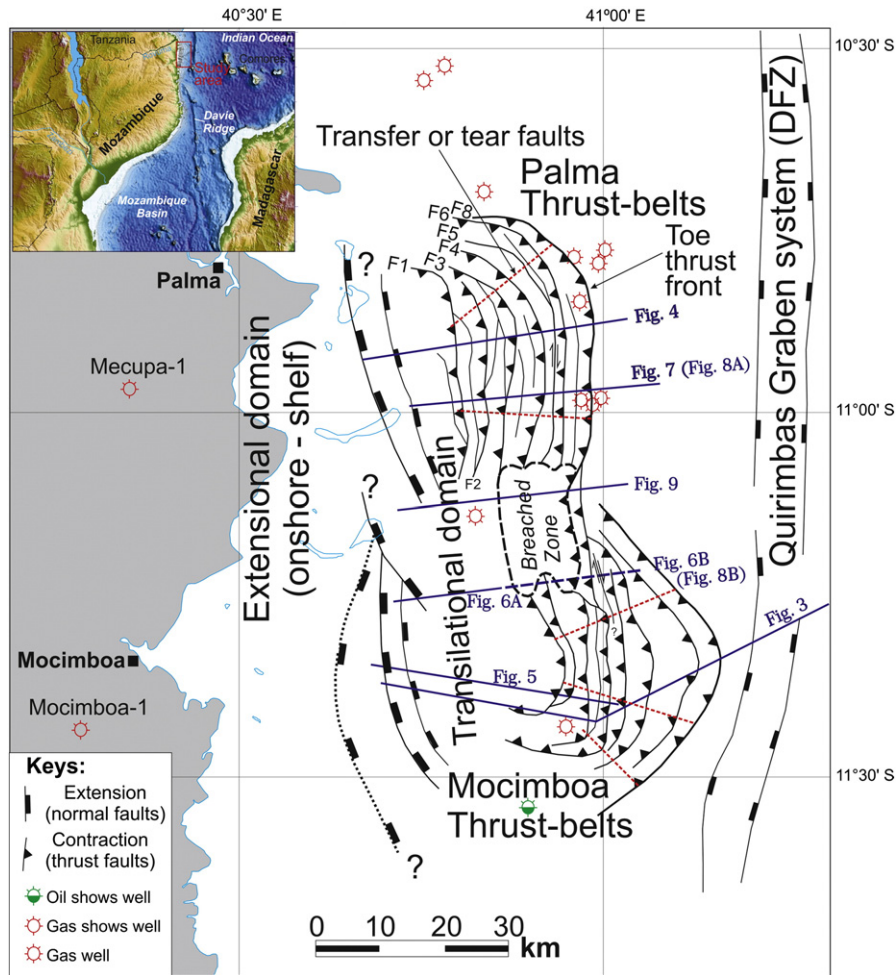 40°30' E
41°00' E
10°30' S
11°00' S
11°30' S
Tanzania
Indian Ocean
Comores
Study
area
Mozambique
Davie
Ridge
Mozambique
Basin
Madagascar
Transfer or tear faults
Palma
Thrust-belts
F6
F8
F5
F4
F1
F3
?
Toe
thrust
front
Palma
Fig. 4
Mecupa-1
Fig. 7 (Fig. 8A)
Extensional domain
(onshore - shelf)
Translational domain
Quirimbas Graben system (DFZ)
F2
?
Fig. 9
Breached
Zone
Fig. 6B
(Fig. 8B)
Fig. 6A
Fig. 3
?
Mocimboa
Fig. 5
Mocimboa-1
Mocimboa
Thrust-belts
?
Keys:
Extension
(normal faults)
Contraction
(thrust faults)
Oil shows well
Gas shows well
Gas well
0 10 20 30
km